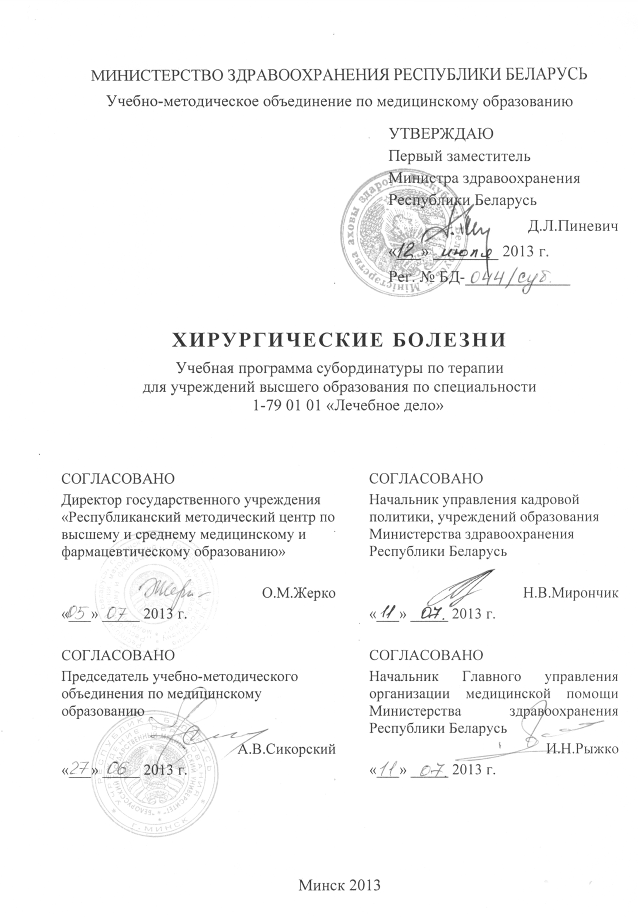 МИНИСТЕРСТВО ЗДРАВООХРАНЕНИЯ РЕСПУБЛИКИ БЕЛАРУСЬ
Учебно-методическое объединение по медицинскому образованию
УТВЕРЖДАЮ
Первый заместитель
Министра здравоохранения
Республики Беларусь
Д.Л.Пиневич
«12» июля 2013 г.
Рег. № БД-044/суб.
ХИРУРГИЧЕСКИЕ БОЛЕЗНИ
Учебная программа субординатуры по терапии
для учреждений высшего образования по специальности
1-79 01 01 «Лечебное дело»
СОГЛАСОВАНО
Директор государственного учреждения
«Республиканский методический центр по
высшему и среднему медицинскому и
фармацевтическому образованию»
О.М.Жерко
«05» 07 2013 г.
СОГЛАСОВАНО
Начальник управления кадровой
политики, учреждений образования
Министерства здравоохранения
Республики Беларусь
Н.В.Мирончик
«11» 07. 2013 г.
СОГЛАСОВАНО
Председатель учебно-методического
объединения по медицинскому
образованию
А.В.Сикорский
«27» 06 2013 г.
СОГЛАСОВАНО
Начальник Главного управления
организации медицинской помощи
Министерства здравоохранения
Республики Беларусь
И.Н.Рыжко
«11» 07. 2013 г.
Минск 2013